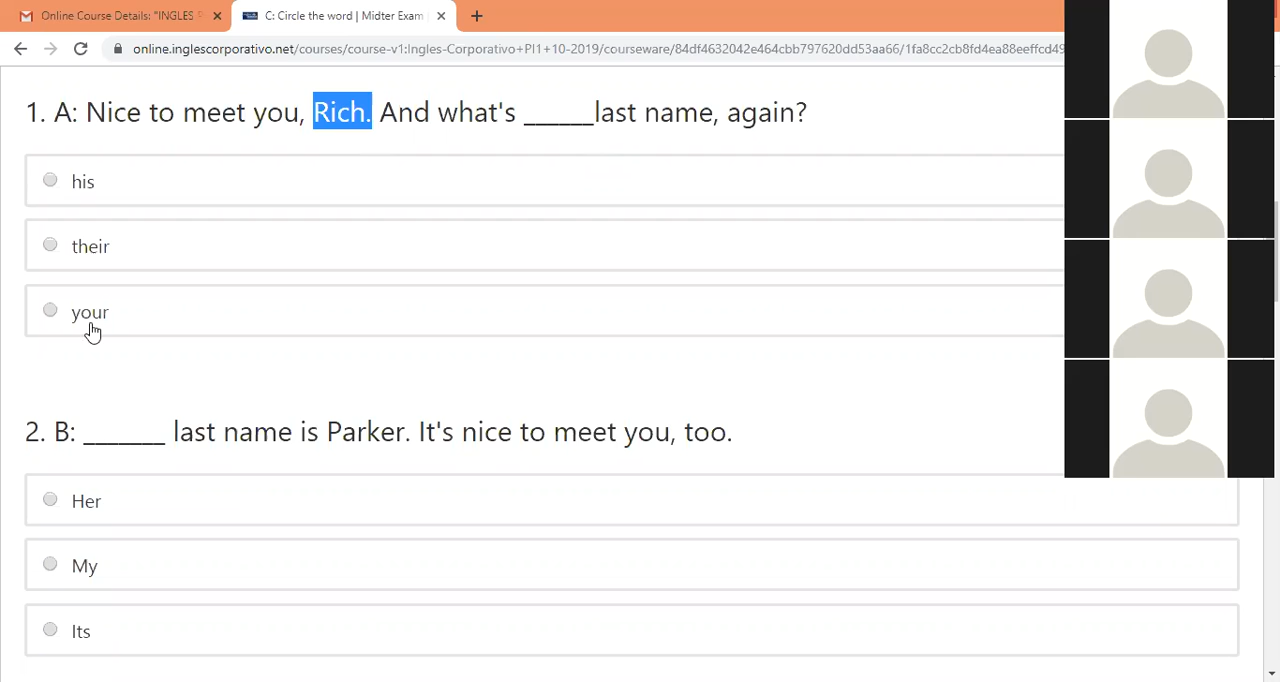 Online Course Details: "INGLES
C: Circle the word | Midter Exam
online.inglescorporativo.net/courses/course-v1:Ingles-Corporativo+PI1+10-2019/courseware/84df4632042e464cbb797620dd53aa66/1fa8cc2cb8fd4ea88eeffcd49
1. A: Nice to meet you, Rich. And what's ______last name, again?
his
their
your
2. B: _______ last name is Parker. It's nice to meet you, too.
Her
My
Its